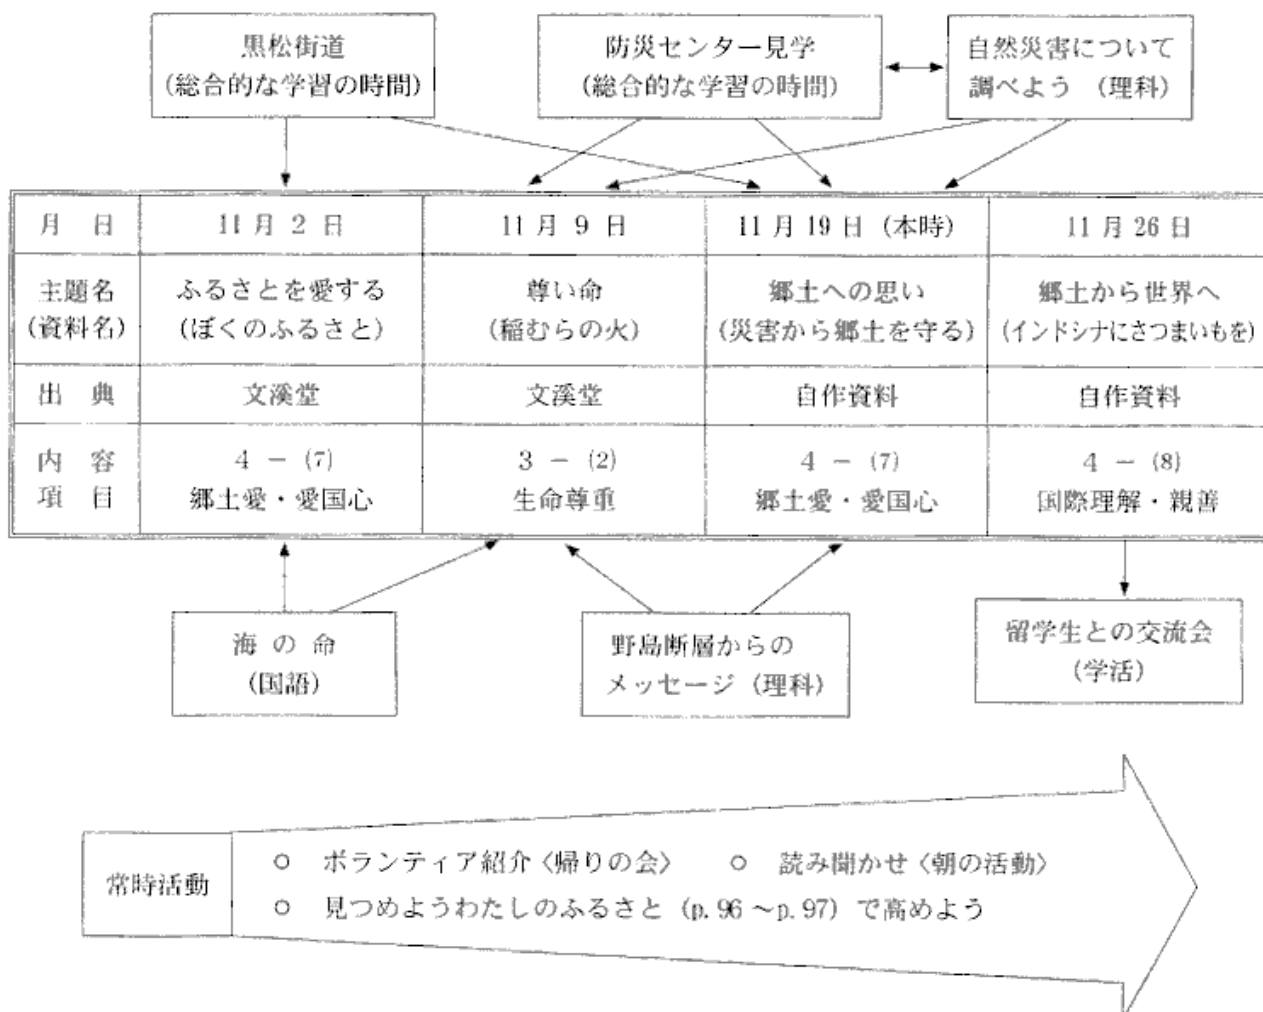 黒松街道
(総合的な学習の時間)
防災センター見学
(総合的な学習の時間)
自然災害について
調べよう (理科)
月 日
11月 2 日
11月 9 日
11月 19日 (本時)
11月 26日
主題名
(資料名)
ふるさとを愛する
(ぼくのふるさと)
尊い命
(稲むらの火)
郷土への思い
(災害から郷土を守る)
郷土から世界へ
(インドシナにさつまいもを)
出 典
文溪堂
文溪堂
自作資料
自作資料
内 容
項 目
4 － (7)
郷土愛・愛国心
3 － (2)
生命尊重
4 － (7)
郷土愛・愛国心
4 － (8)
国際理解・親善
海 の 命
(国語)
野島断層からの
メッセージ (理科)
留学生との交流会
(学活)
常時活動
○ ボランティア紹介〈帰りの会〉 ○ 読み聞かせ〈朝の活動〉
○ 見つめようわたしのふるさと (p.96 ～p.97) で高めよう